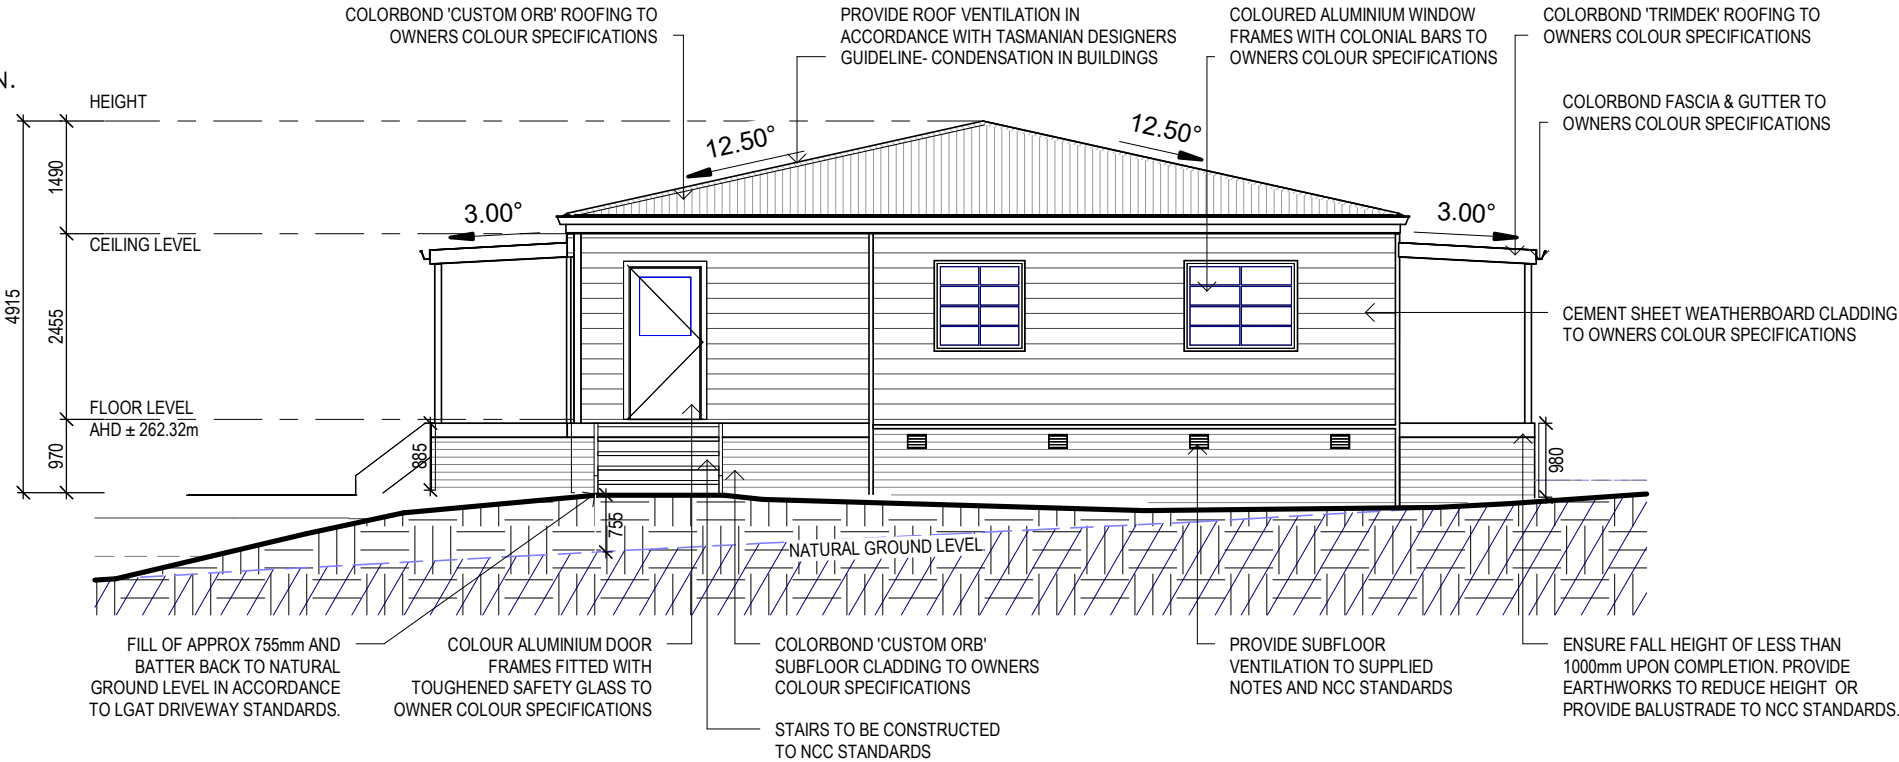 COLORBOND 'CUSTOM ORB' ROOFING TO
OWNERS COLOUR SPECIFICATIONS
PROVIDE ROOF VENTILATION IN
ACCORDANCE WITH TASMANIAN DESIGNERS
GUIDELINE- CONDENSATION IN BUILDINGS
COLOURED ALUMINIUM WINDOW
FRAMES WITH COLONIAL BARS TO
OWNERS COLOUR SPECIFICATIONS
COLORBOND 'TRIMDEK' ROOFING TO
OWNERS COLOUR SPECIFICATIONS
N.
HEIGHT
COLORBOND FASCIA & GUTTER TO
OWNERS COLOUR SPECIFICATIONS
12.50°
12.50°
1490
3.00°
3.00°
CEILING LEVEL
4915
2455
CEMENT SHEET WEATHERBOARD CLADDING
TO OWNERS COLOUR SPECIFICATIONS
FLOOR LEVEL
AHD ± 262.32m
970
885
980
755
NATURAL GROUND LEVEL
FILL OF APPROX 755mm AND
BATTER BACK TO NATURAL
GROUND LEVEL IN ACCORDANCE
TO LGAT DRIVEWAY STANDARDS.
COLOUR ALUMINIUM DOOR
FRAMES FITTED WITH
TOUGHENED SAFETY GLASS TO
OWNER COLOUR SPECIFICATIONS
COLORBOND 'CUSTOM ORB'
SUBFLOOR CLADDING TO OWNERS
COLOUR SPECIFICATIONS
STAIRS TO BE CONSTRUCTED
TO NCC STANDARDS
PROVIDE SUBFLOOR
VENTILATION TO SUPPLIED
NOTES AND NCC STANDARDS
ENSURE FALL HEIGHT OF LESS THAN
1000mm UPON COMPLETION. PROVIDE
EARTHWORKS TO REDUCE HEIGHT OR
PROVIDE BALUSTRADE TO NCC STANDARDS.